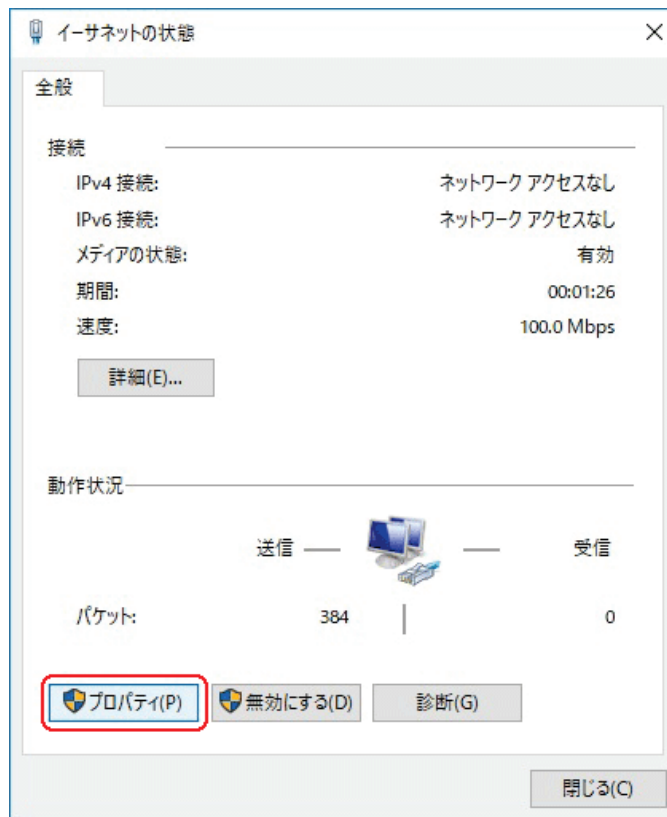 イーサネットの状態
全般
接続
IPv4 接続: ネットワーク アクセスなし
IPv6 接続: ネットワーク アクセスなし
メディアの状態: 有効
期間: 00:01:26
速度: 100.0 Mbps
詳細(E)...
動作状況
送信 受信
パケット: 384 0
プロパティ(P) 無効にする(D) 診断(G)
閉じる(C)